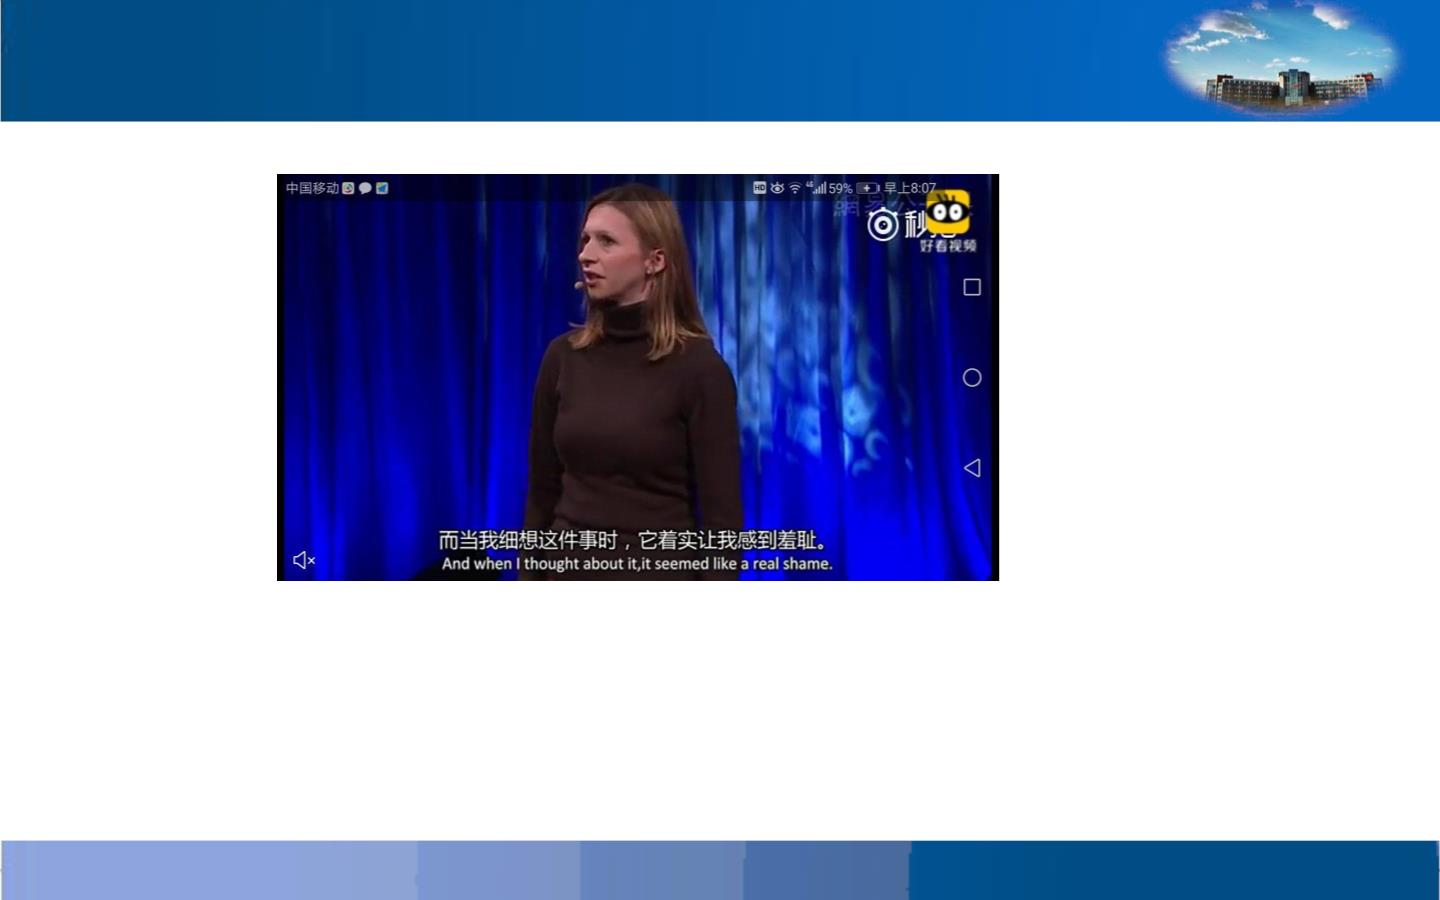 中国移动
HD 59% 早上8:07
好看视频
而当我细想这件事时，它着实让我感到羞耻。
And when I thought about it,it seemed like a real shame.